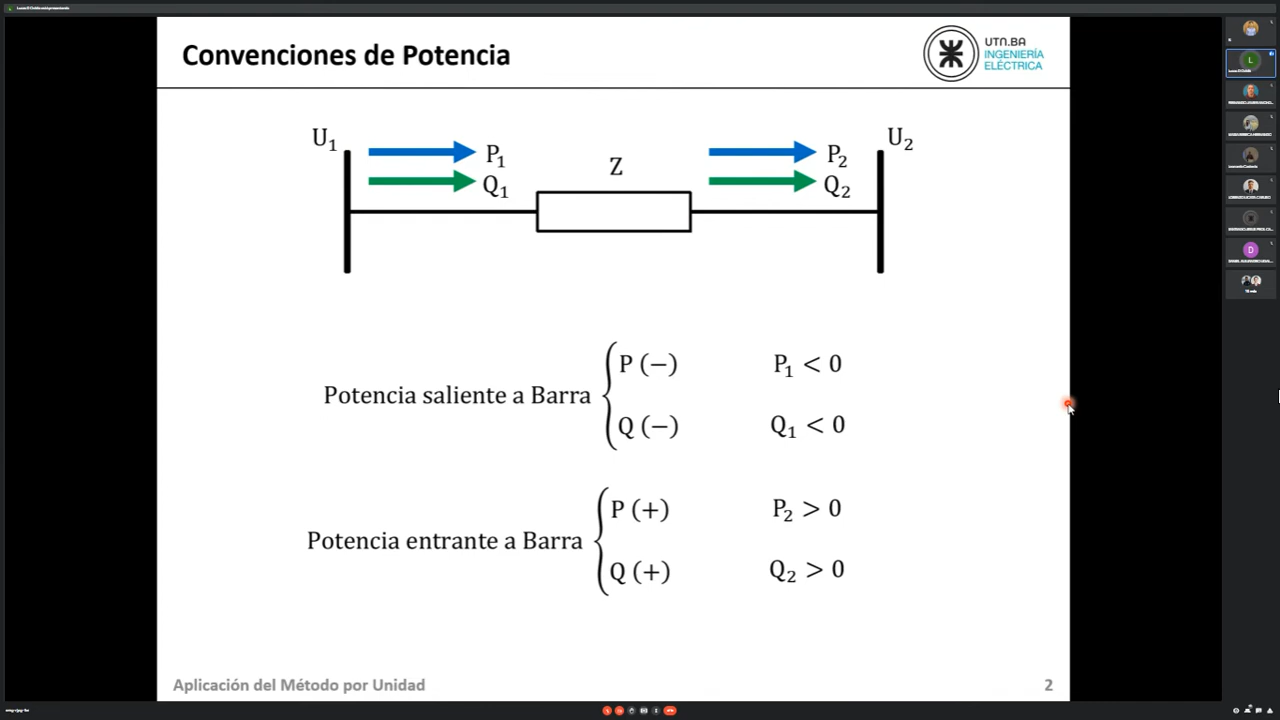 Convenciones de Potencia
UTN.BA
INGENIERÍA
ELÉCTRICA
U₁
P₁
Q₁
Z
P₂
Q₂
U₂
Potencia saliente a Barra
P (−)
P₁ < 0
Q (−)
Q₁ < 0
Potencia entrante a Barra
P (+)
P₂ > 0
Q (+)
Q₂ > 0
Aplicación del Método por Unidad
2
L
D